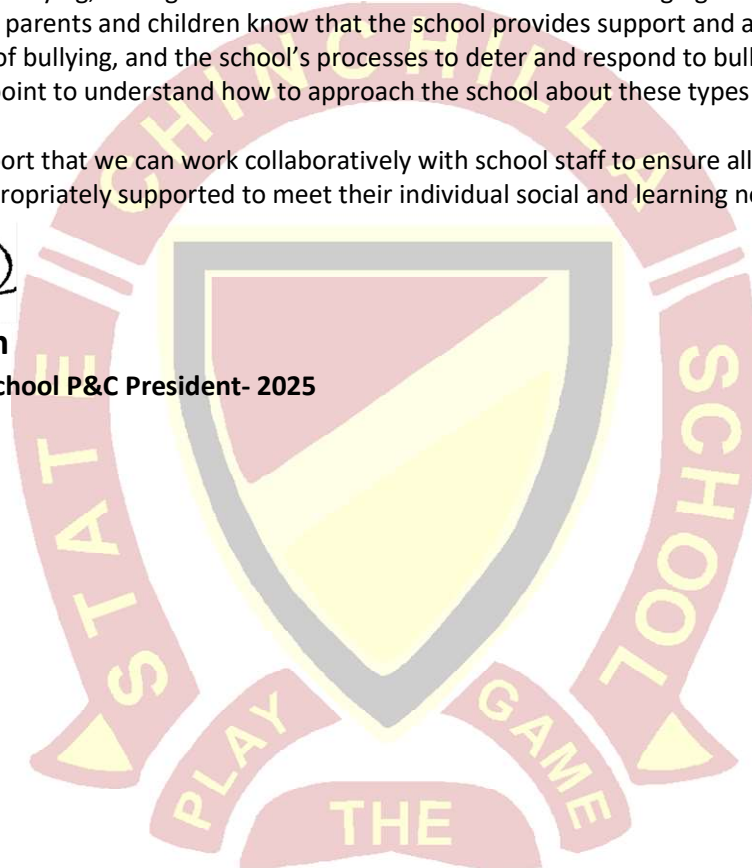 parents and children know that the school provides support and a
of bullying, and the school's processes to deter and respond to bull
point to understand how to approach the school about these types
ort that we can work collaboratively with school staff to ensure all
ropriately supported to meet their individual social and learning n
n
chool P&C President- 2025
CHINCHILLA
STATE
SCHOOL
PLAY
THE
GAME